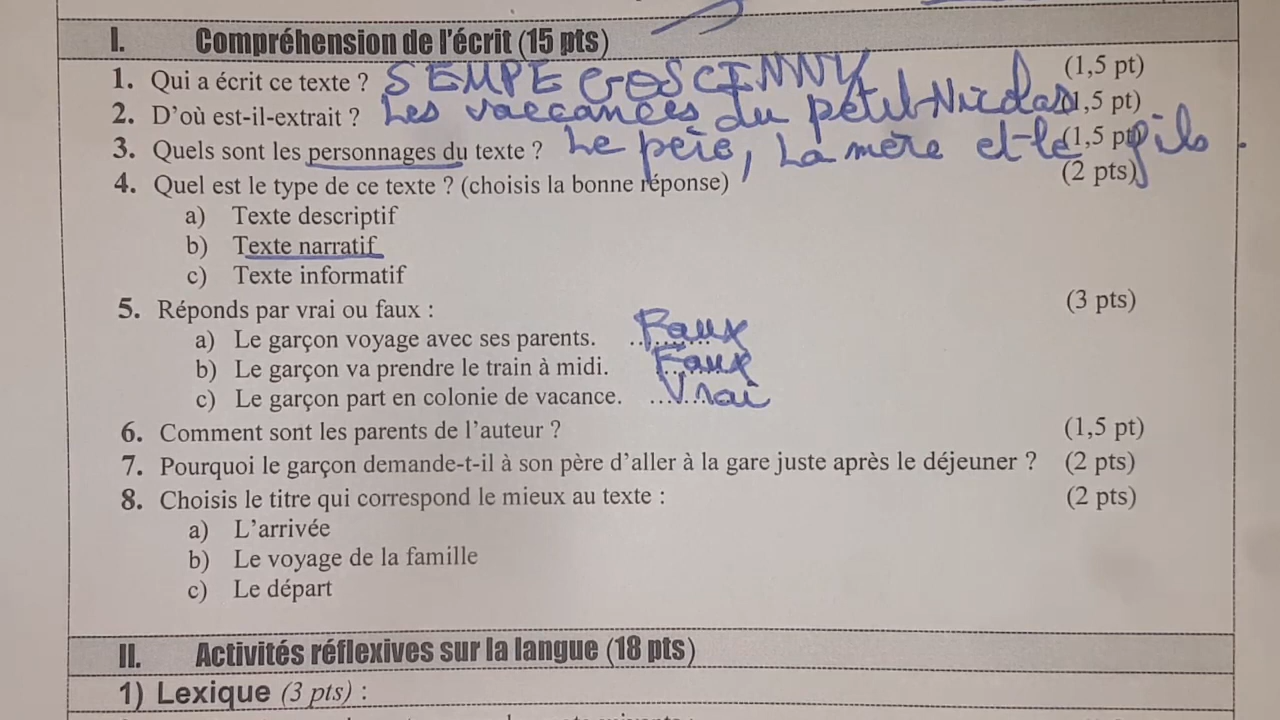 I. Compréhension de l'écrit (15 pts)
1. Qui a écrit ce texte ? SEMPE GOSCINNY (1,5 pt)
2. D'où est-il-extrait ? Les vaccances du petit Nicolas (1,5 pt)
3. Quels sont les personnages du texte ? Le père, La mère et le fils. (1,5 pt)
4. Quel est le type de ce texte ? (choisis la bonne réponse) (2 pts)
a) Texte descriptif
b) Texte narratif
c) Texte informatif
5. Réponds par vrai ou faux : (3 pts)
a) Le garçon voyage avec ses parents. Faux
b) Le garçon va prendre le train à midi. Faux
c) Le garçon part en colonie de vacance. Vrai
6. Comment sont les parents de l'auteur ? (1,5 pt)
7. Pourquoi le garçon demande-t-il à son père d'aller à la gare juste après le déjeuner ? (2 pts)
8. Choisis le titre qui correspond le mieux au texte : (2 pts)
a) L'arrivée
b) Le voyage de la famille
c) Le départ
II. Activités réflexives sur la langue (18 pts)
1) Lexique (3 pts) :